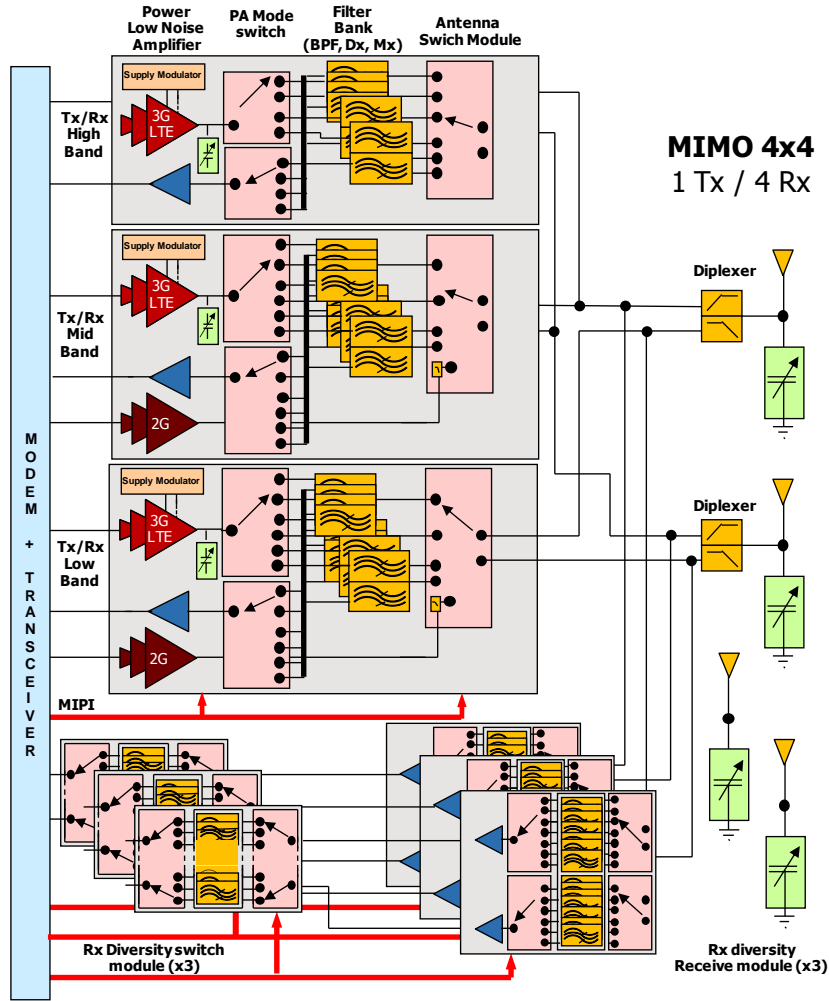 Power
Low Noise
Amplifier
PA Mode
switch
Filter
Bank
(BPF, Dx, Mx)
Antenna
Swich Module
Supply Modulator
3G
LTE
Tx/Rx
High
Band
MIMO 4x4
1 Tx / 4 Rx
Supply Modulator
3G
LTE
Tx/Rx
Mid
Band
2G
Diplexer
Supply Modulator
3G
LTE
Tx/Rx
Low
Band
2G
Diplexer
MODEM + TRANSCEIVER
MIPI
Rx Diversity switch
module (x3)
Rx diversity
Receive module (x3)